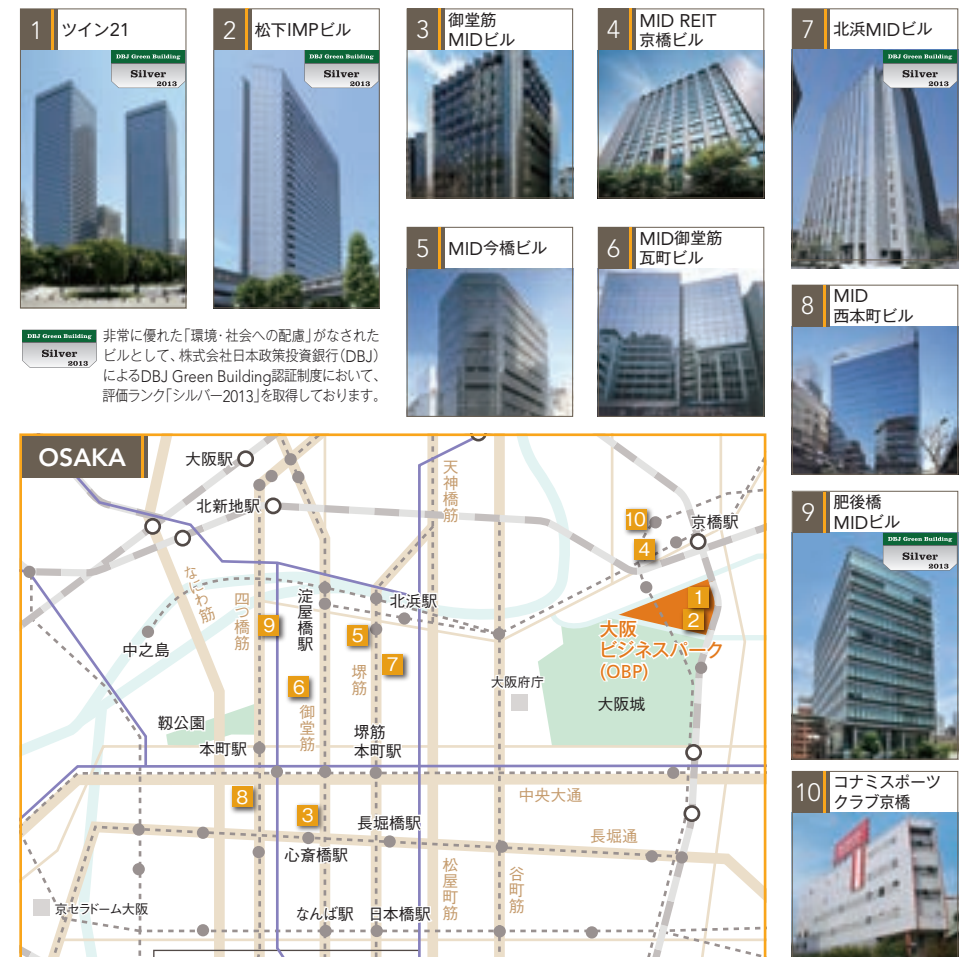 1 ツイン21
DBJ Green Building
Silver
2013
2 松下IMPビル
DBJ Green Building
Silver
2013
3 御堂筋
MIDビル
4 MID REIT
京橋ビル
5 MID今橋ビル
6 MID御堂筋
瓦町ビル
7 北浜MIDビル
DBJ Green Building
Silver
2013
8 MID
西本町ビル
9 肥後橋
MIDビル
DBJ Green Building
Silver
2013
10 コナミスポーツ
クラブ京橋
DBJ Green Building
Silver
2013
非常に優れた「環境・社会への配慮」がなされた
ビルとして、株式会社日本政策投資銀行(DBJ)
によるDBJ Green Building認証制度において、
評価ランク「シルバー2013」を取得しております。
OSAKA
大阪駅
北新地駅
天神橋筋
10
京橋駅
4
なにわ筋
四つ橋筋
淀屋橋駅
北浜駅
1
2
9
5
中之島
7
堺筋
大阪
ビジネスパーク
(OBP)
6
大阪府庁
大阪城
靱公園
御堂筋
本町駅
堺筋
本町駅
8
3
中央大通
長堀橋駅
長堀通
心斎橋駅
松屋町筋
谷町筋
京セラドーム大阪
なんば駅
日本橋駅